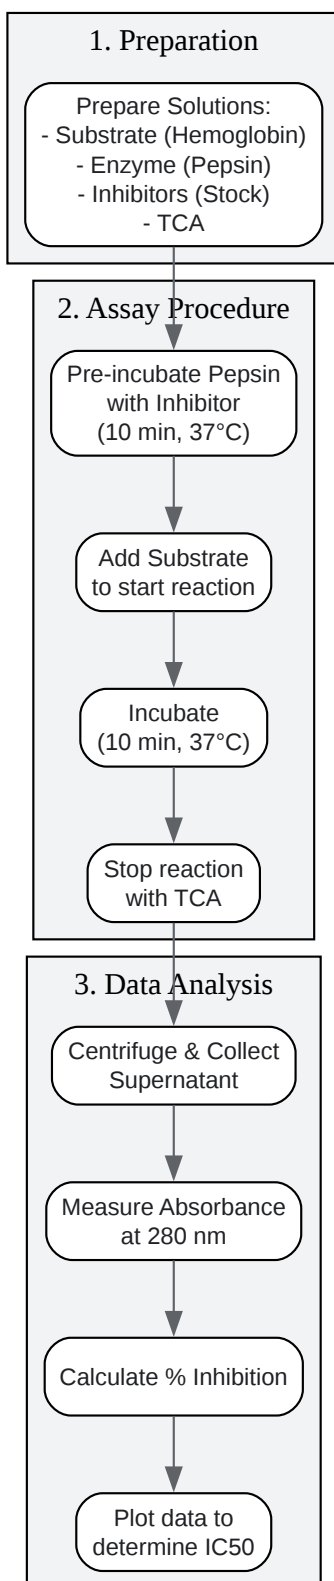 1. Preparation
Prepare Solutions:
- Substrate (Hemoglobin)
- Enzyme (Pepsin)
- Inhibitors (Stock)
- TCA
2. Assay Procedure
Pre-incubate Pepsin
with Inhibitor
(10 min, 37°C)
Add Substrate
to start reaction
Incubate
(10 min, 37°C)
Stop reaction
with TCA
3. Data Analysis
Centrifuge & Collect
Supernatant
Measure Absorbance
at 280 nm
Calculate % Inhibition
Plot data to
determine IC50